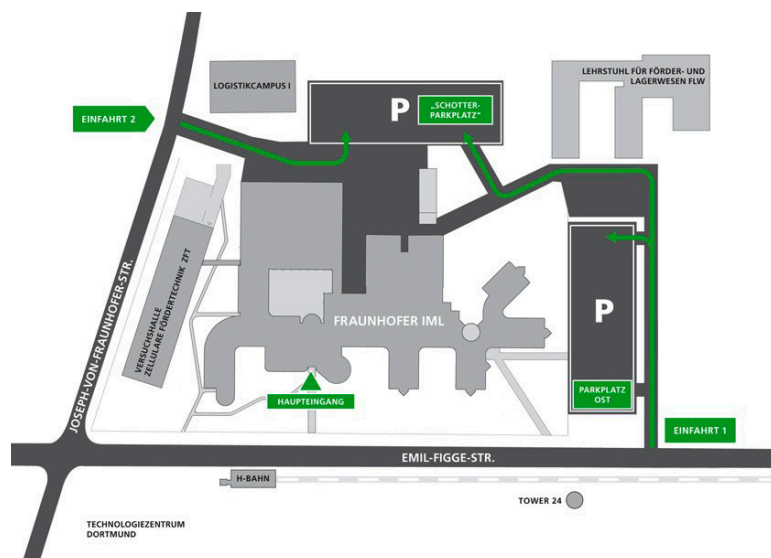 LEHRSTUHL FÜR FÖRDER- UND
LAGERWESEN FLW
LOGISTIKCAMPUS I
P
„SCHOTTER-
PARKPLATZ“
EINFAHRT 2
JOSEPH-VON-FRAUNHOFER-STR.
VERSUCHSHALLE
ZELLULARE FÖRDERTECHNIK ZFT
FRAUNHOFER IML
P
PARKPLATZ
OST
HAUPTEINGANG
EINFAHRT 1
EMIL-FIGGE-STR.
H-BAHN
TOWER 24
TECHNOLOGIEZENTRUM
DORTMUND